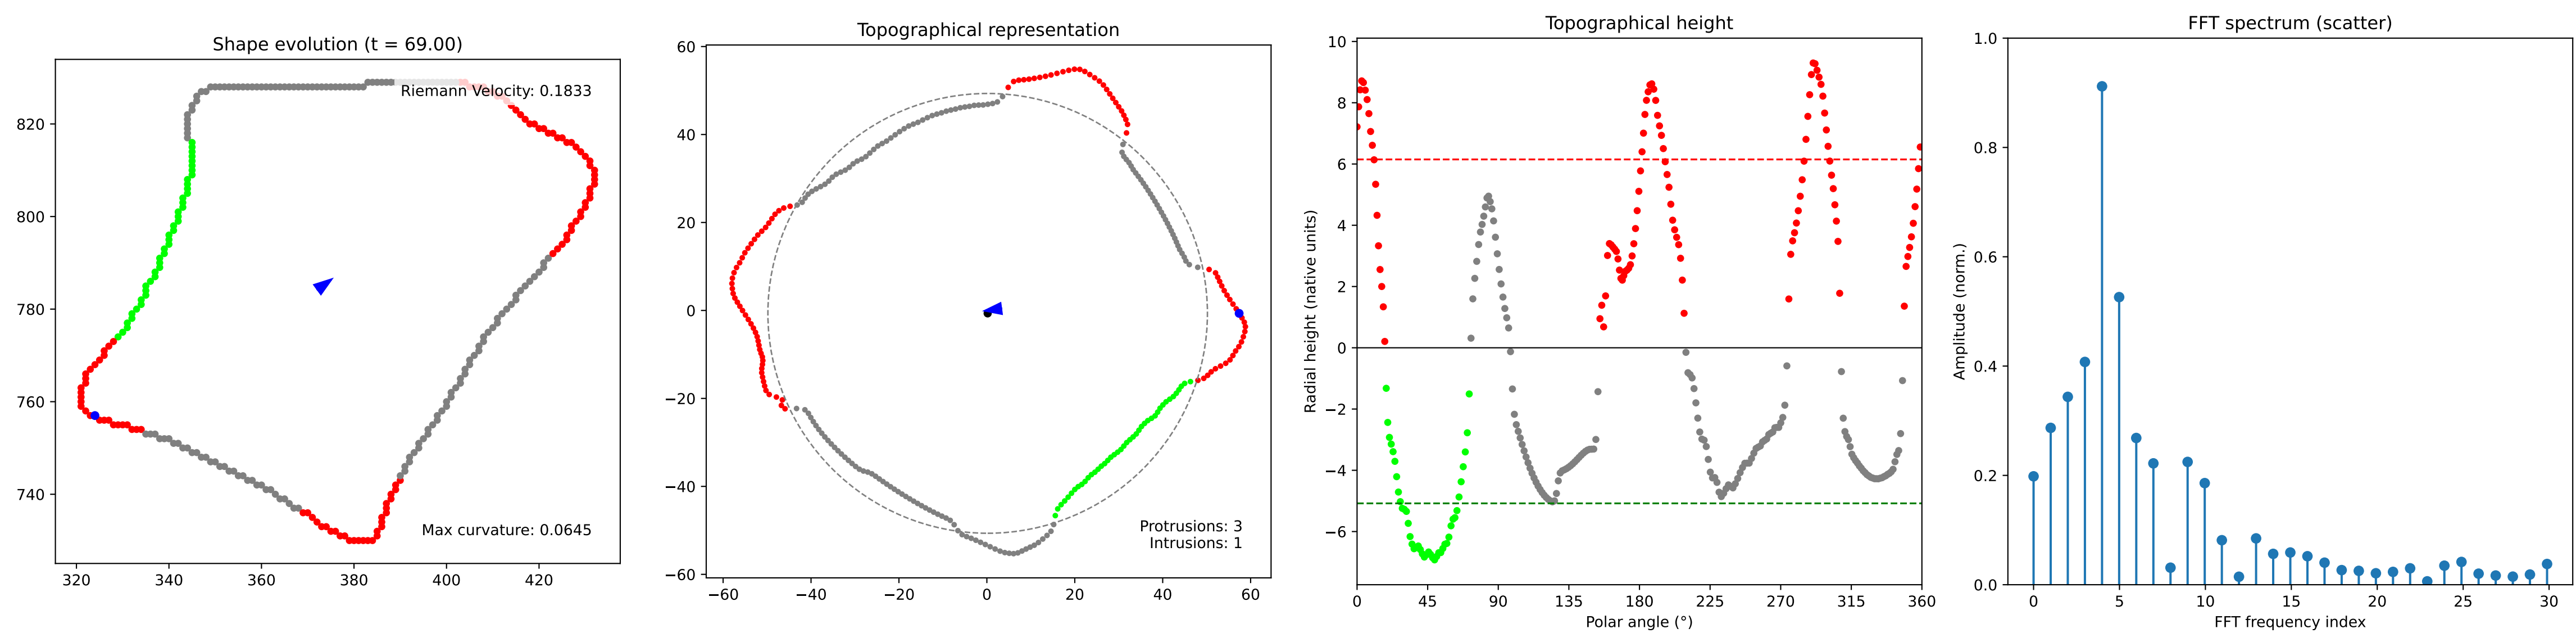 Shape evolution (t = 69.00)
Riemann Velocity: 0.1833
Max curvature: 0.0645
820
800
780
760
740
320 340 360 380 400 420
Topographical representation
60
40
20
0
−20
−40
−60
−60 −40 −20 0 20 40 60
Protrusions: 3
Intrusions: 1
Topographical height
Radial height (native units)
10
8
6
4
2
0
−2
−4
−6
0 45 90 135 180 225 270 315 360
Polar angle (°)
FFT spectrum (scatter)
Amplitude (norm.)
1.0
0.8
0.6
0.4
0.2
0.0
0 5 10 15 20 25 30
FFT frequency index